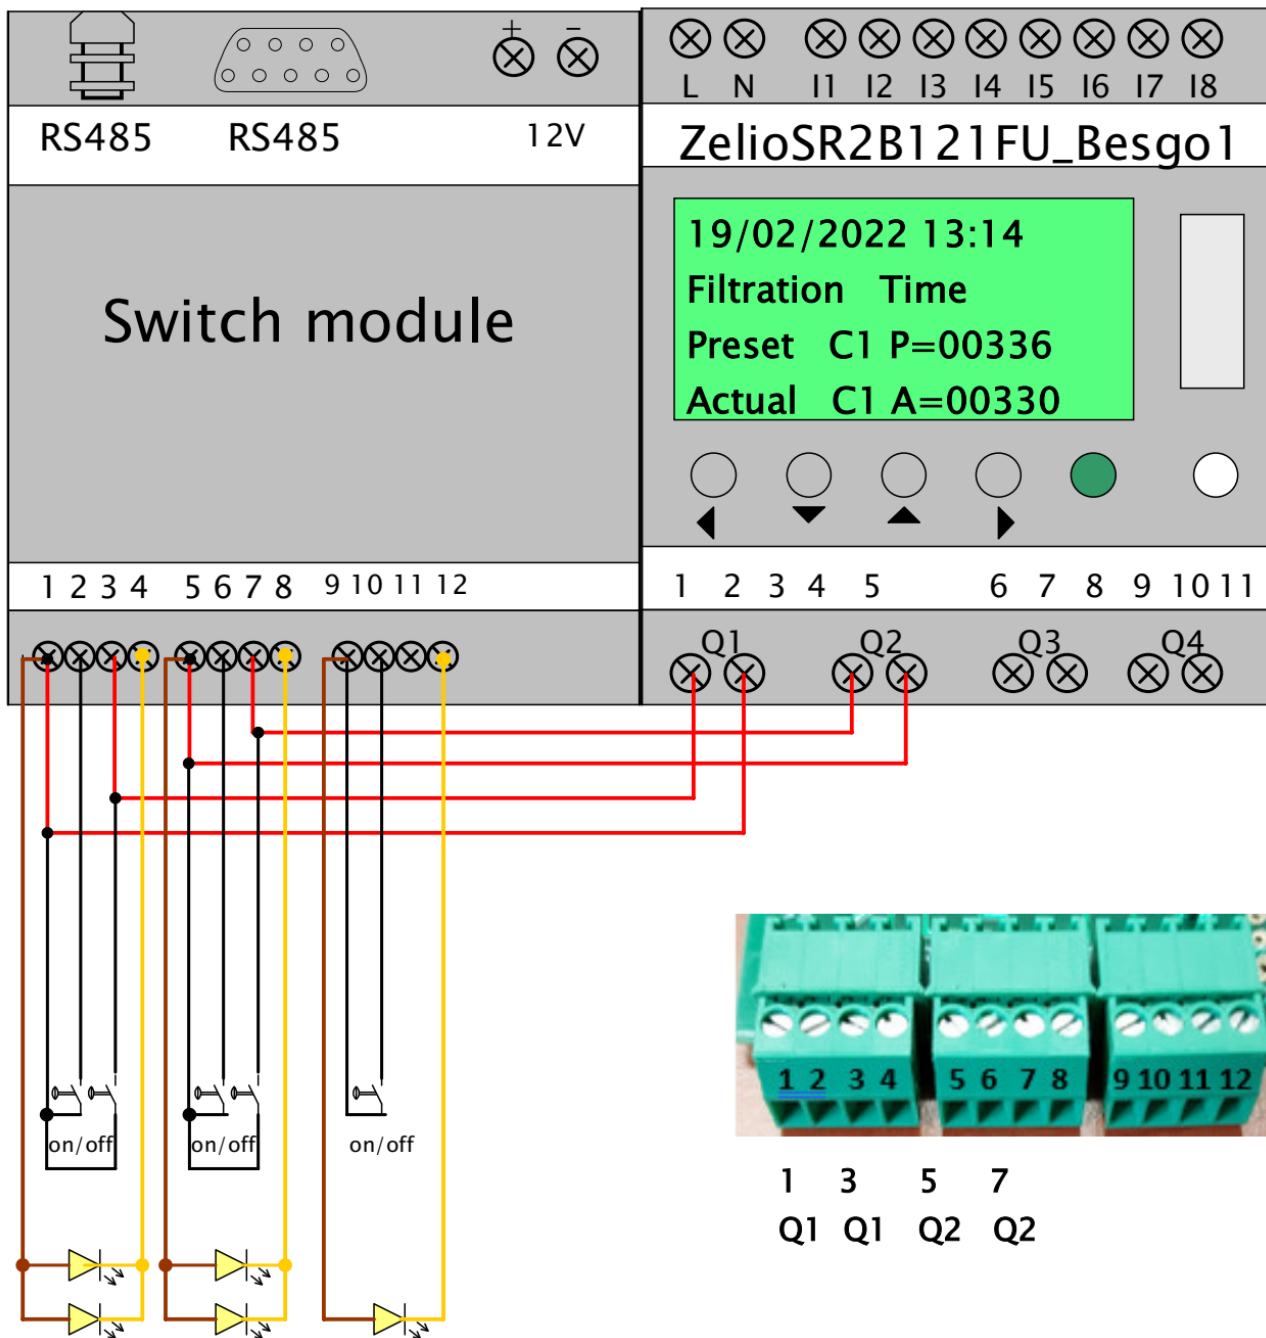 + −
L N I1 I2 I3 I4 I5 I6 I7 I8
RS485 RS485 12V
ZelioSR2B121FU_Besgo1
19/02/2022 13:14
Filtration Time
Preset C1 P=00336
Actual C1 A=00330
Switch module
1 2 3 4 5 6 7 8 9 10 11 12
1 2 3 4 5 6 7 8 9 10 11
Q1 Q2 Q3 Q4
1 2 3 4 5 6 7 8 9 10 11 12
on/off on/off on/off
1 3 5 7
Q1 Q1 Q2 Q2